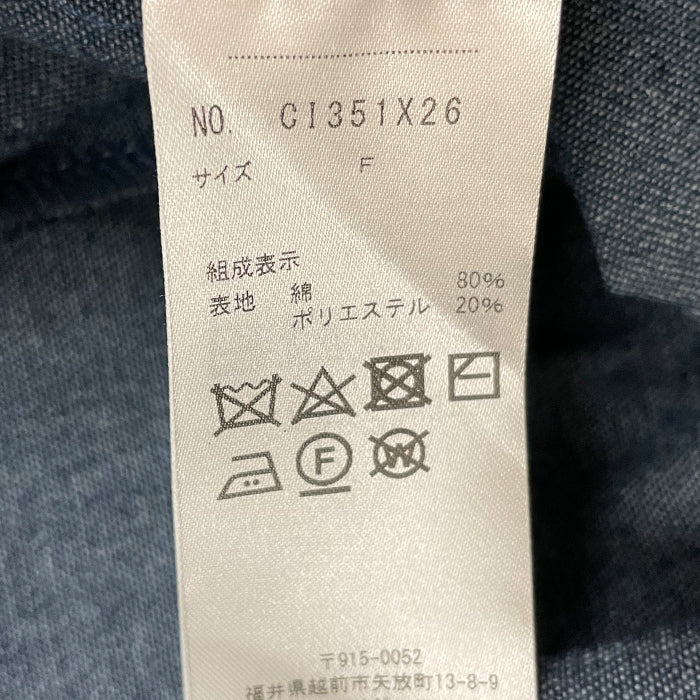 NO. CI351X26
サイズ F
組成表示
表地 綿 80%
ポリエステル 20%
F W
〒915-0052
福井県越前市矢放町13-8-9